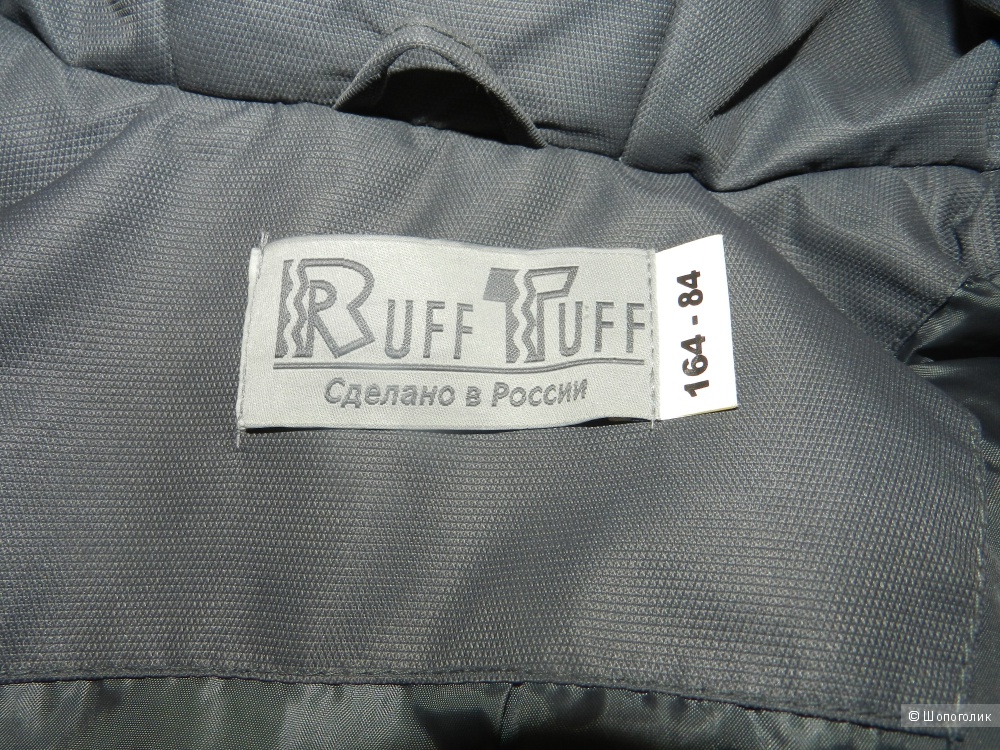 RUFF TUFF
Сделано в России
164 - 84
© Шопоголик